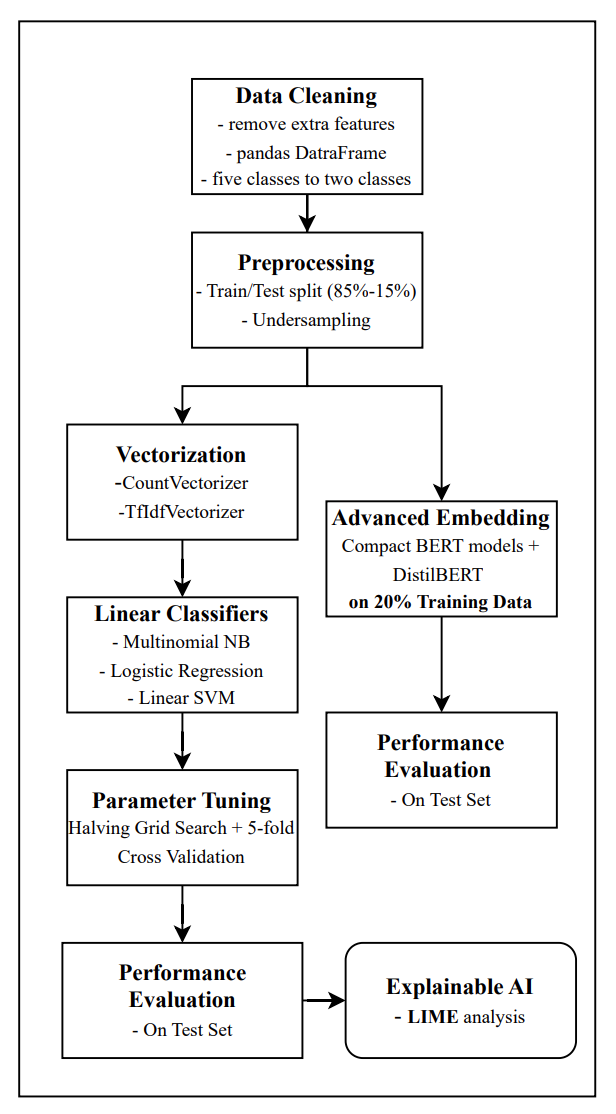 Data Cleaning
- remove extra features
- pandas DatraFrame
- five classes to two classes
Preprocessing
- Train/Test split (85%-15%)
- Undersampling
Vectorization
-CountVectorizer
-TfIdfVectorizer
Linear Classifiers
- Multinomial NB
- Logistic Regression
- Linear SVM
Parameter Tuning
Halving Grid Search + 5-fold
Cross Validation
Performance
Evaluation
- On Test Set
Explainable AI
- LIME analysis
Advanced Embedding
Compact BERT models +
DistilBERT
on 20% Training Data
Performance
Evaluation
- On Test Set